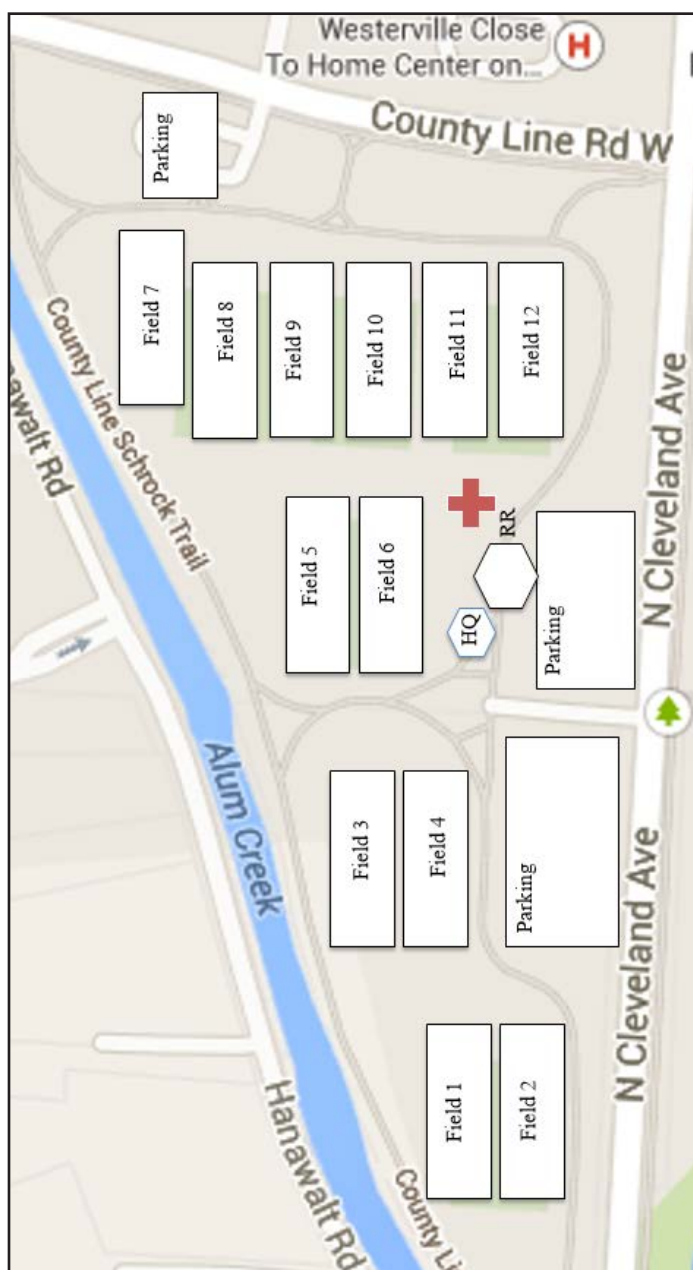 Westerville Close
To Home Center on...
H
County Line Rd W
Parking
Field 7
Field 8
Field 9
Field 10
Field 11
Field 12
County Line Schrock Trail
anawalt Rd
Field 5
Field 6
RR
HQ
Parking
N Cleveland Ave
Alum Creek
Field 3
Field 4
Parking
N Cleveland Ave
Field 1
Field 2
Hanawalt Rd
County Li